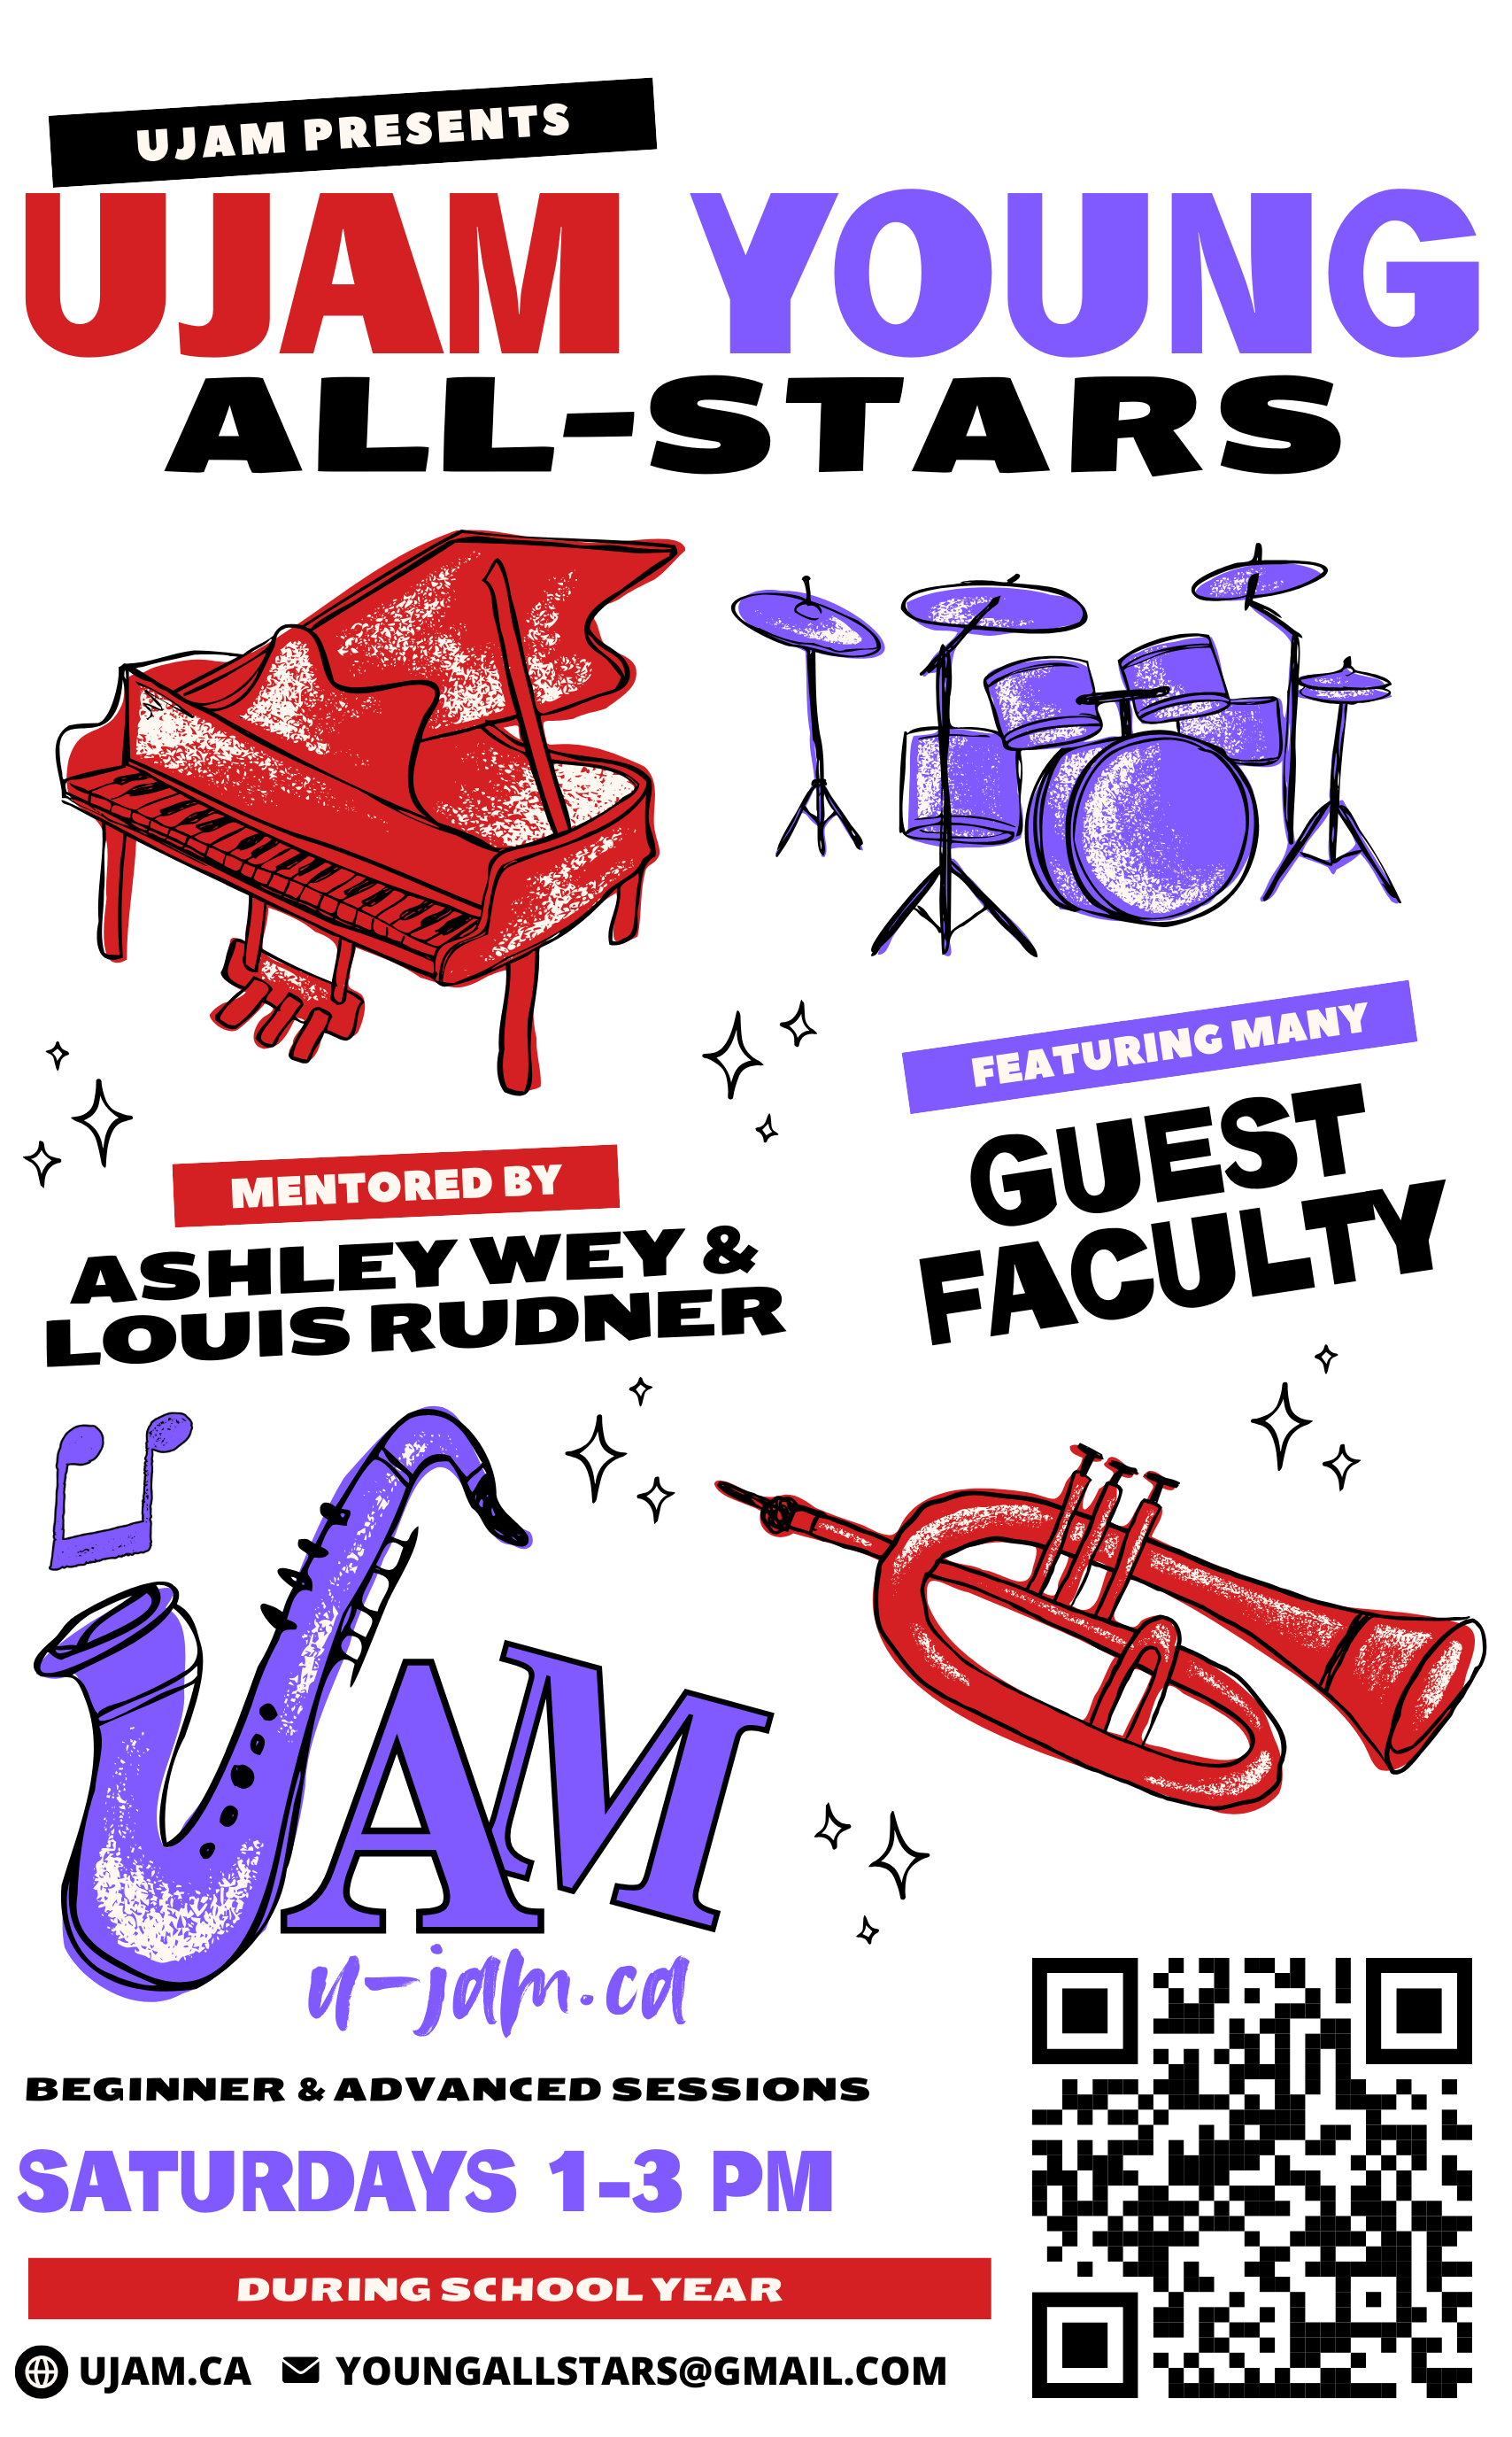 UJAM PRESENTS
UJAM YOUNG
ALL-STARS
FEATURING MANY
GUEST
FACULTY
MENTORED BY
ASHLEY WEY &
LOUIS RUDNER
UAM
u-jam.ca
BEGINNER & ADVANCED SESSIONS
SATURDAYS 1-3 PM
DURING SCHOOL YEAR
UJAM.CA YOUNGALLSTARS@GMAIL.COM